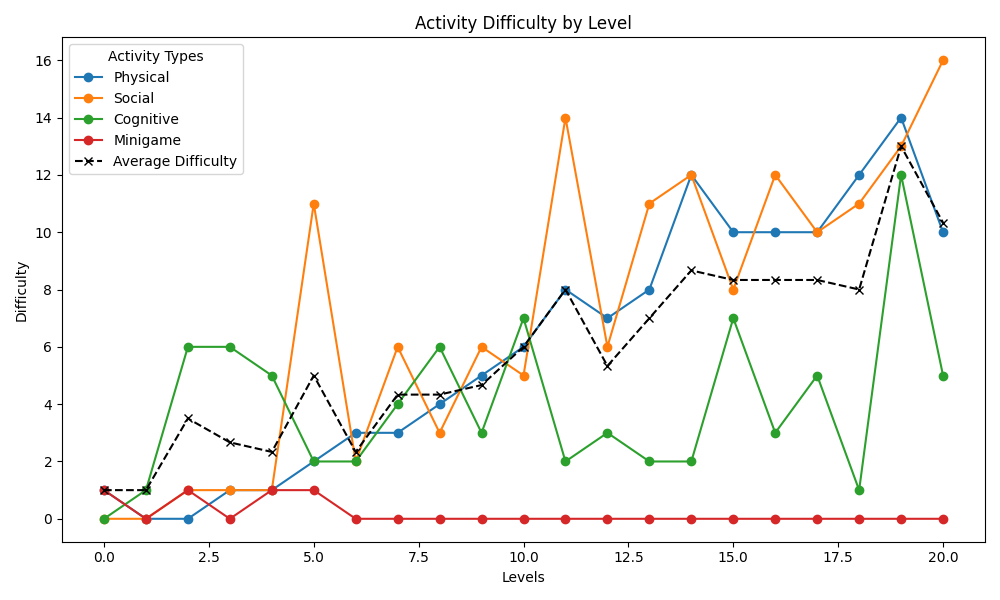 Activity Difficulty by Level
Activity Types
Physical
Social
Cognitive
Minigame
Average Difficulty
Difficulty
16
14
12
10
8
6
4
2
0
0.0 2.5 5.0 7.5 10.0 12.5 15.0 17.5 20.0
Levels